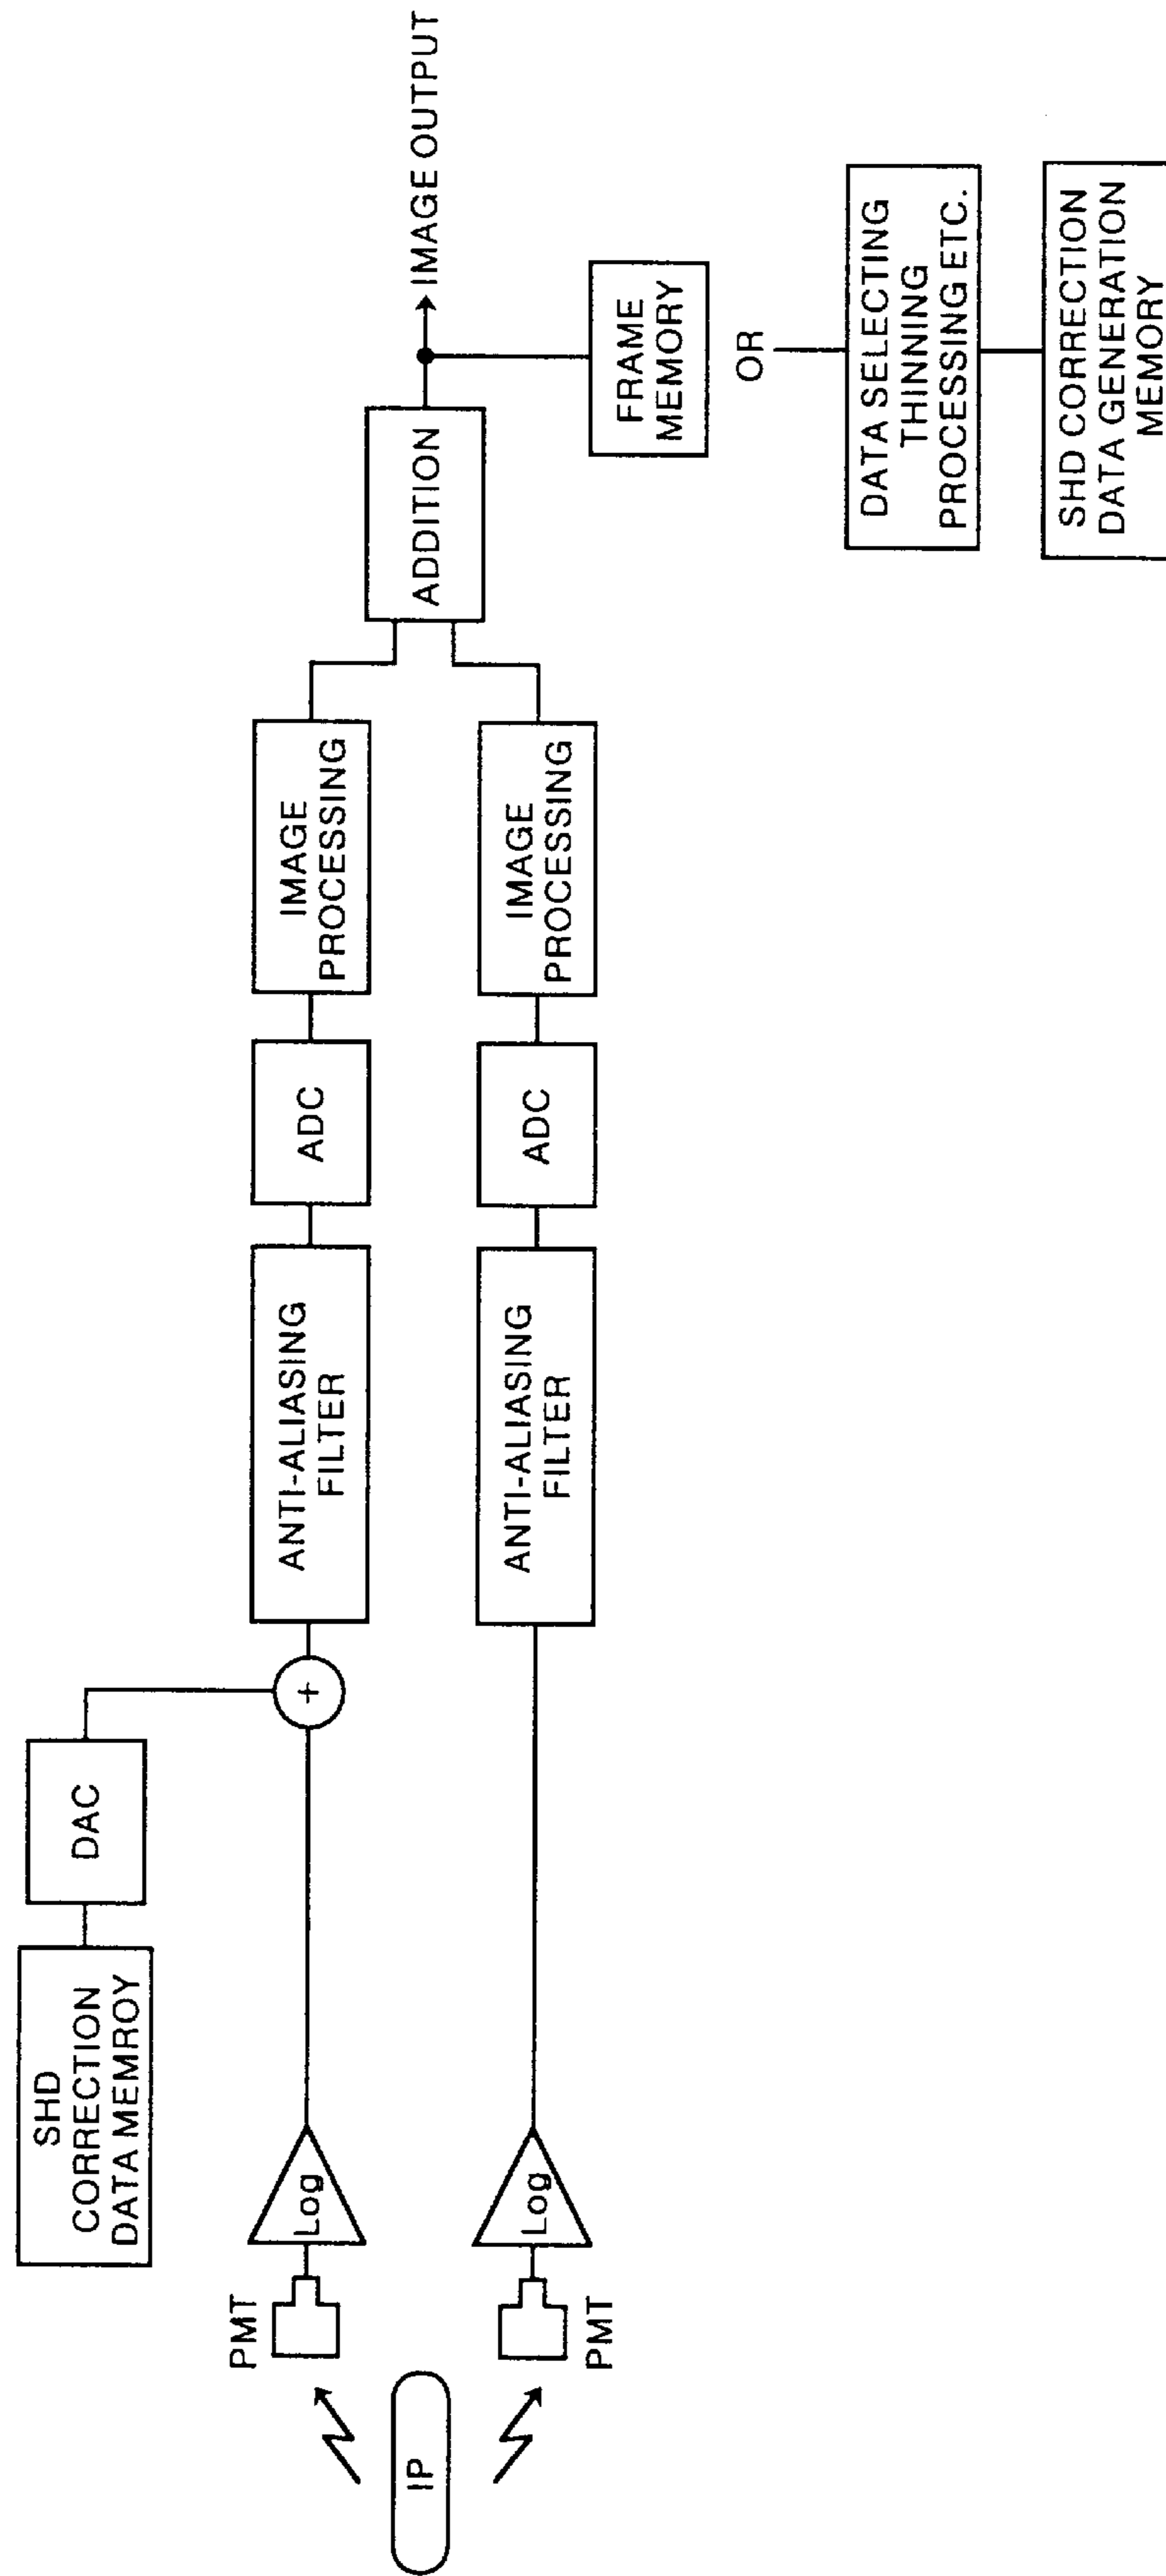 SHD
CORRECTION
DATA MEMROY
DAC
PMT
Log
+
ANTI-ALIASING
FILTER
ADC
IMAGE
PROCESSING
IP
PMT
Log
ANTI-ALIASING
FILTER
ADC
IMAGE
PROCESSING
ADDITION
IMAGE OUTPUT
FRAME
MEMORY
OR
DATA SELECTING
THINNING
PROCESSING ETC.
SHD CORRECTION
DATA GENERATION
MEMORY